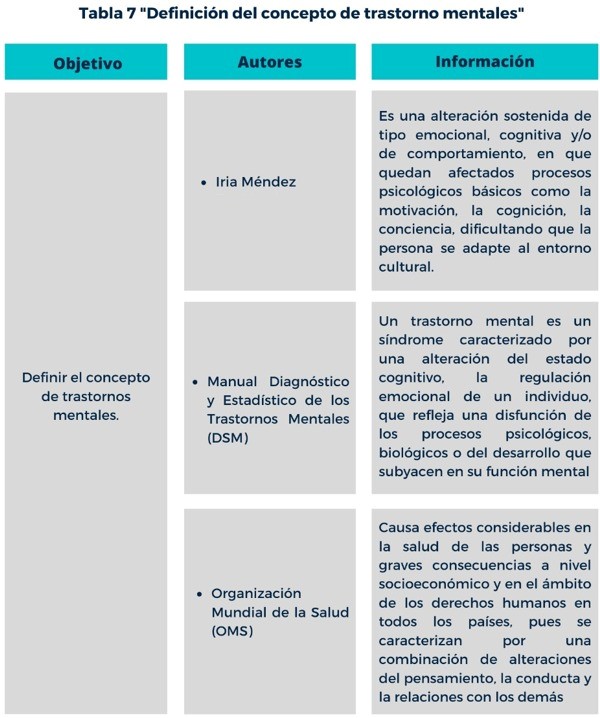 Tabla 7 "Definición del concepto de trastorno mentales"
Objetivo
Autores
Información
Definir el concepto
de trastornos
mentales.
• Iria Méndez
Es una alteración sostenida de
tipo emocional, cognitiva y/o
de comportamiento, en que
quedan afectados procesos
psicológicos básicos como la
motivación, la cognición, la
conciencia, dificultando que la
persona se adapte al entorno
cultural.
• Manual Diagnóstico
y Estadístico de los
Trastornos Mentales
(DSM)
Un trastorno mental es un
síndrome caracterizado por
una alteración del estado
cognitivo, la regulación
emocional de un individuo,
que refleja una disfunción de
los procesos psicológicos,
biológicos o del desarrollo que
subyacen en su función mental
• Organización
Mundial de la Salud
(OMS)
Causa efectos considerables en
la salud de las personas y
graves consecuencias a nivel
socioeconómico y en el ámbito
de los derechos humanos en
todos los países, pues se
caracterizan por una
combinación de alteraciones
del pensamiento, la conducta y
la relaciones con los demás